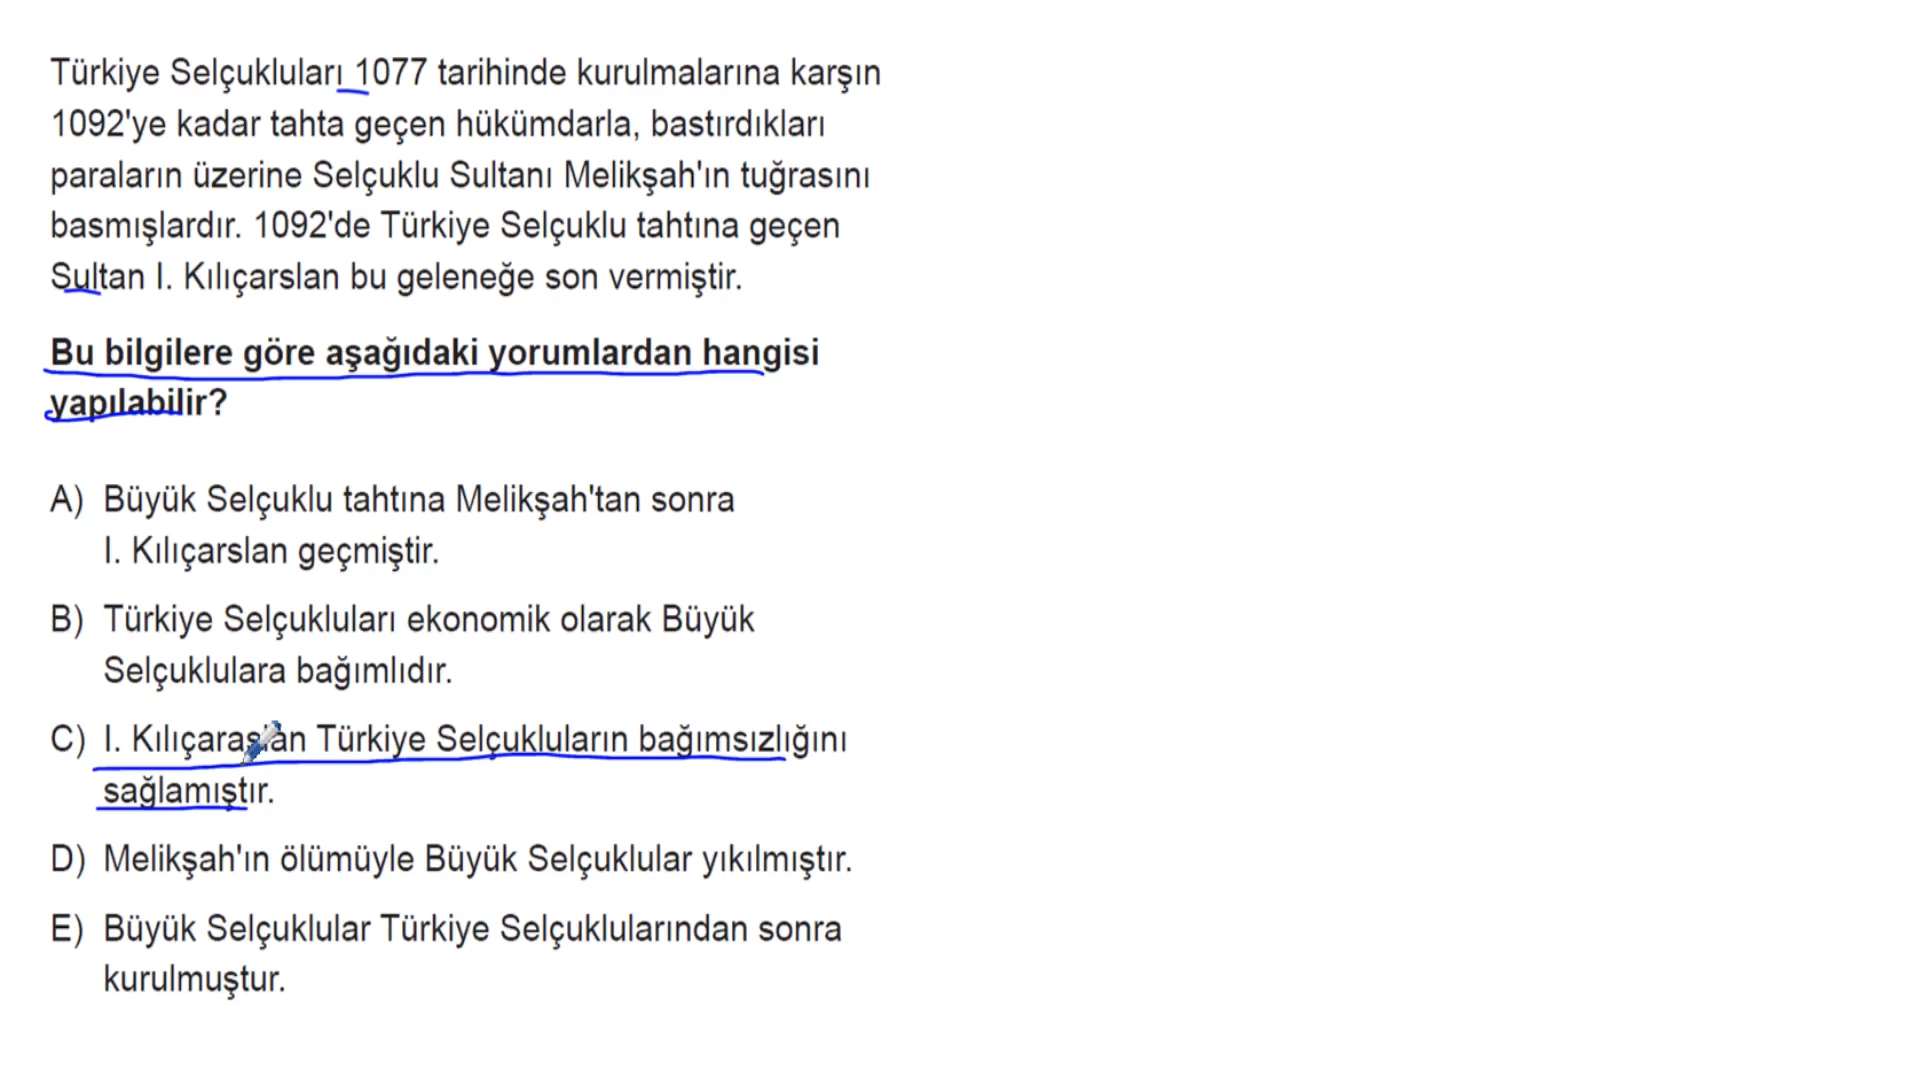 Türkiye Selçukluları 1077 tarihinde kurulmalarına karşın
1092'ye kadar tahta geçen hükümdarla, bastırdıkları
paraların üzerine Selçuklu Sultanı Melikşah'ın tuğrasını
basmışlardır. 1092'de Türkiye Selçuklu tahtına geçen
Sultan I. Kılıçarslan bu geleneğe son vermiştir.
Bu bilgilere göre aşağıdaki yorumlardan hangisi
yapılabilir?
A) Büyük Selçuklu tahtına Melikşah'tan sonra
I. Kılıçarslan geçmiştir.
B) Türkiye Selçukluları ekonomik olarak Büyük
Selçuklulara bağımlıdır.
C) I. Kılıçaraslan Türkiye Selçukluların bağımsızlığını
sağlamıştır.
D) Melikşah'ın ölümüyle Büyük Selçuklular yıkılmıştır.
E) Büyük Selçuklular Türkiye Selçuklularından sonra
kurulmuştur.